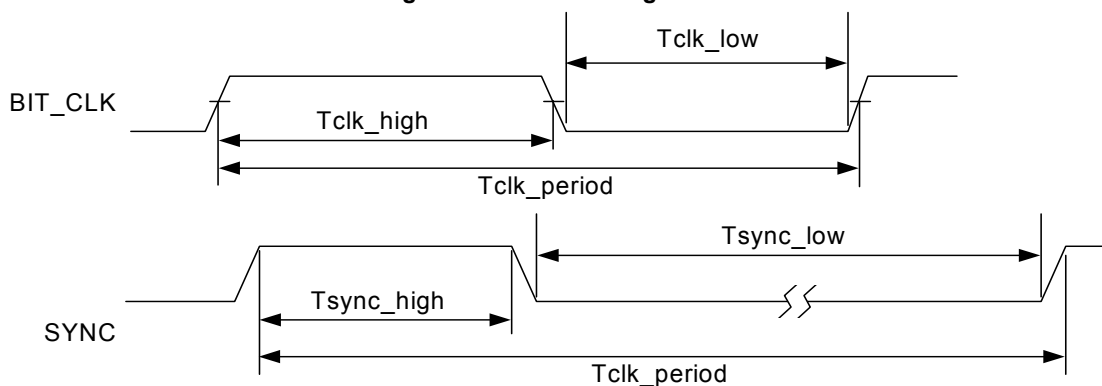 Tclk_low
BIT_CLK
Tclk_high
Tclk_period
Tsync_low
Tsync_high
SYNC
Tclk_period